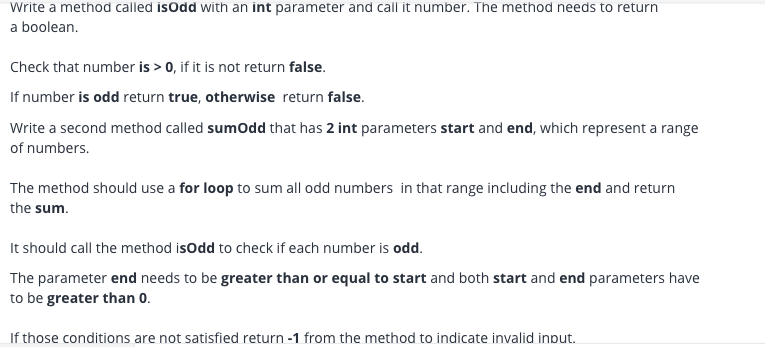 Write a method called isOdd with an int parameter and call it number. The method needs to return
a boolean.
Check that number is > 0, if it is not return false.
If number is odd return true, otherwise return false.
Write a second method called sumOdd that has 2 int parameters start and end, which represent a range
of numbers.
The method should use a for loop to sum all odd numbers in that range including the end and return
the sum.
It should call the method isOdd to check if each number is odd.
The parameter end needs to be greater than or equal to start and both start and end parameters have
to be greater than 0.
If those conditions are not satisfied return -1 from the method to indicate invalid input.